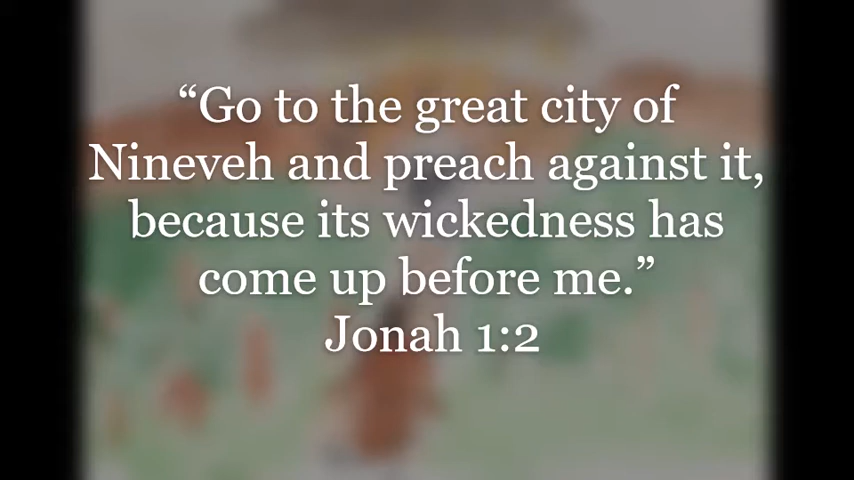 “Go to the great city of
Nineveh and preach against it,
because its wickedness has
come up before me.”
Jonah 1:2